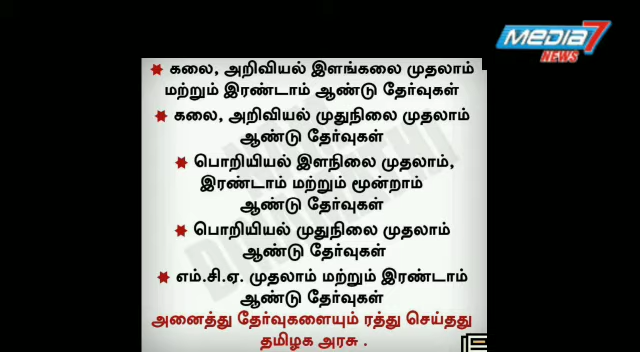 MEDIA 7
NEWS
✶ கலை, அறிவியல் இளங்கலை முதலாம்
மற்றும் இரண்டாம் ஆண்டு தேர்வுகள்
✶ கலை, அறிவியல் முதுநிலை முதலாம்
ஆண்டு தேர்வுகள்
✶ பொறியியல் இளநிலை முதலாம்,
இரண்டாம் மற்றும் மூன்றாம்
ஆண்டு தேர்வுகள்
✶ பொறியியல் முதுநிலை முதலாம்
ஆண்டு தேர்வுகள்
✶ எம்.சி.ஏ. முதலாம் மற்றும் இரண்டாம்
ஆண்டு தேர்வுகள்
அனைத்து தேர்வுகளையும் ரத்து செய்தது
தமிழக அரசு .